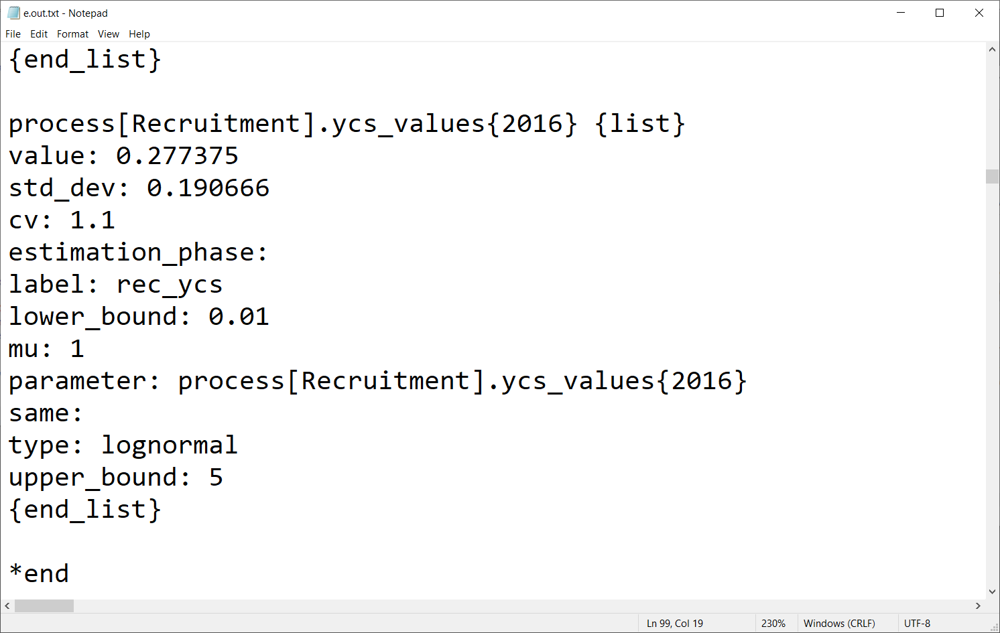 e.out.txt - Notepad
File Edit Format View Help
{end_list}
process[Recruitment].ycs_values{2016} {list}
value: 0.277375
std_dev: 0.190666
cv: 1.1
estimation_phase:
label: rec_ycs
lower_bound: 0.01
mu: 1
parameter: process[Recruitment].ycs_values{2016}
same:
type: lognormal
upper_bound: 5
{end_list}
*end
Ln 99, Col 19 230% Windows (CRLF) UTF-8